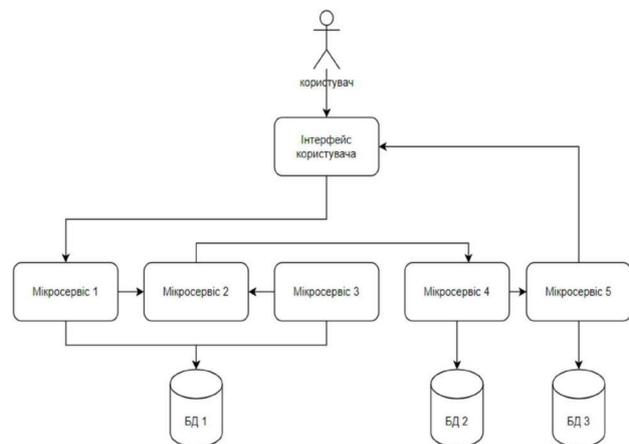 користувач
Інтерфейс
користувача
Мікросервіс 1
Мікросервіс 2
Мікросервіс 3
Мікросервіс 4
Мікросервіс 5
БД 1
БД 2
БД 3